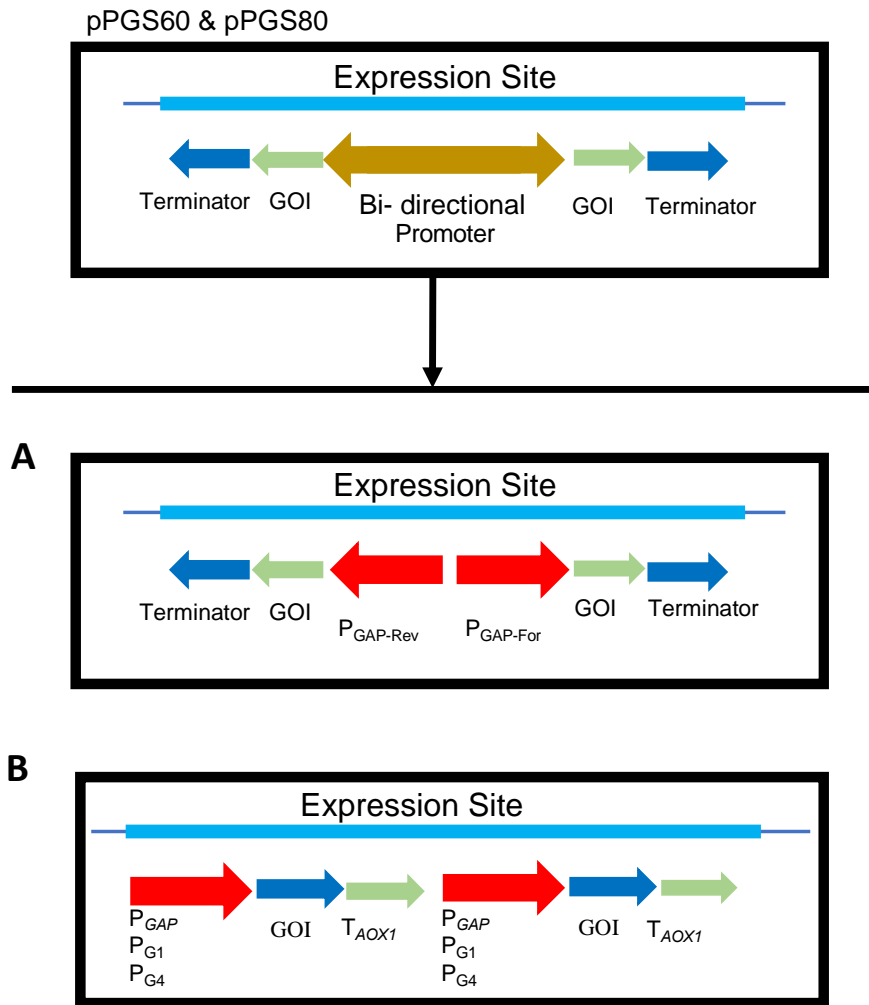 pPGS60 & pPGS80
Expression Site
Terminator GOI Bi- directional GOI Terminator
Promoter
A
Expression Site
Terminator GOI PGAP-Rev PGAP-For GOI Terminator
B
Expression Site
PGAP GOI TAOX1 PGAP GOI TAOX1
PG1 PG1
PG4 PG4